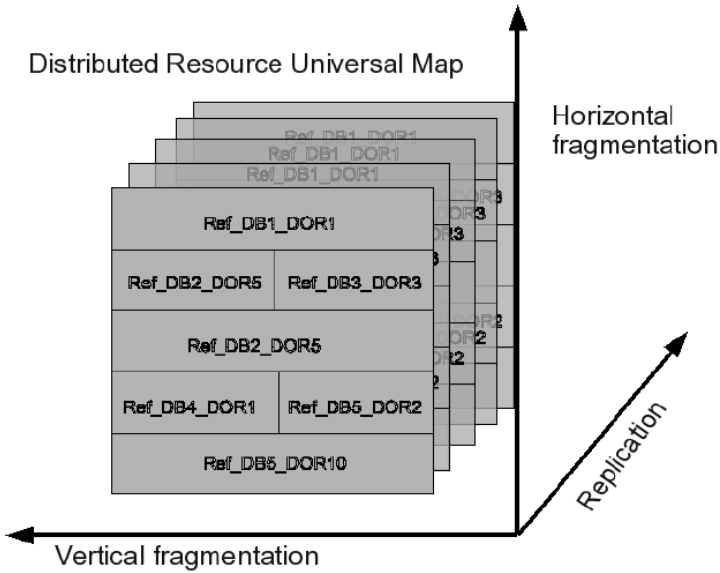 Distributed Resource Universal Map
Horizontal
fragmentation
Ref_DB1_DOR1
Ref_DB1_DOR1
Ref_DB1_DOR1
Ref_DB1_DOR1
Ref_DB2_DOR5 Ref_DB3_DOR3
Ref_DB2_DOR5
Ref_DB4_DOR1 Ref_DB5_DOR2
Ref_DB5_DOR10
Replication
Vertical fragmentation